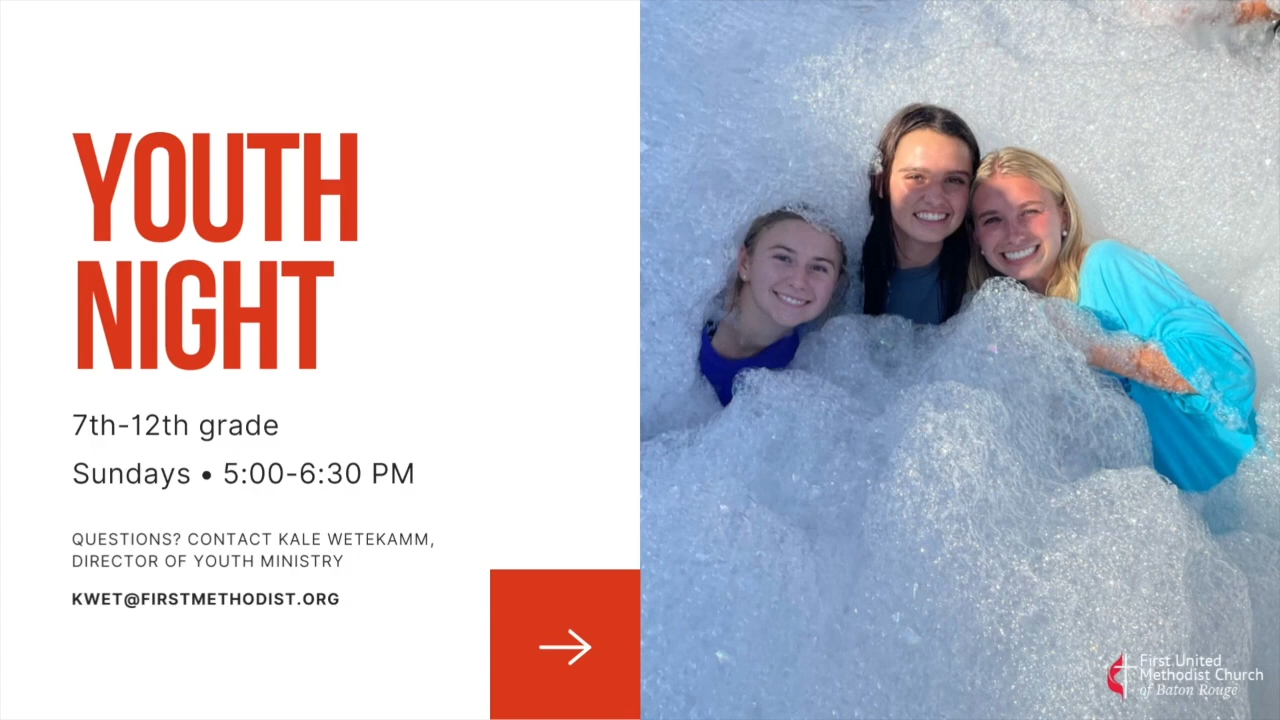 YOUTH
NIGHT
7th-12th grade
Sundays • 5:00-6:30 PM
QUESTIONS? CONTACT KALE WETEKAMM,
DIRECTOR OF YOUTH MINISTRY
KWET@FIRSTMETHODIST.ORG
First United
Methodist Church
of Baton Rouge